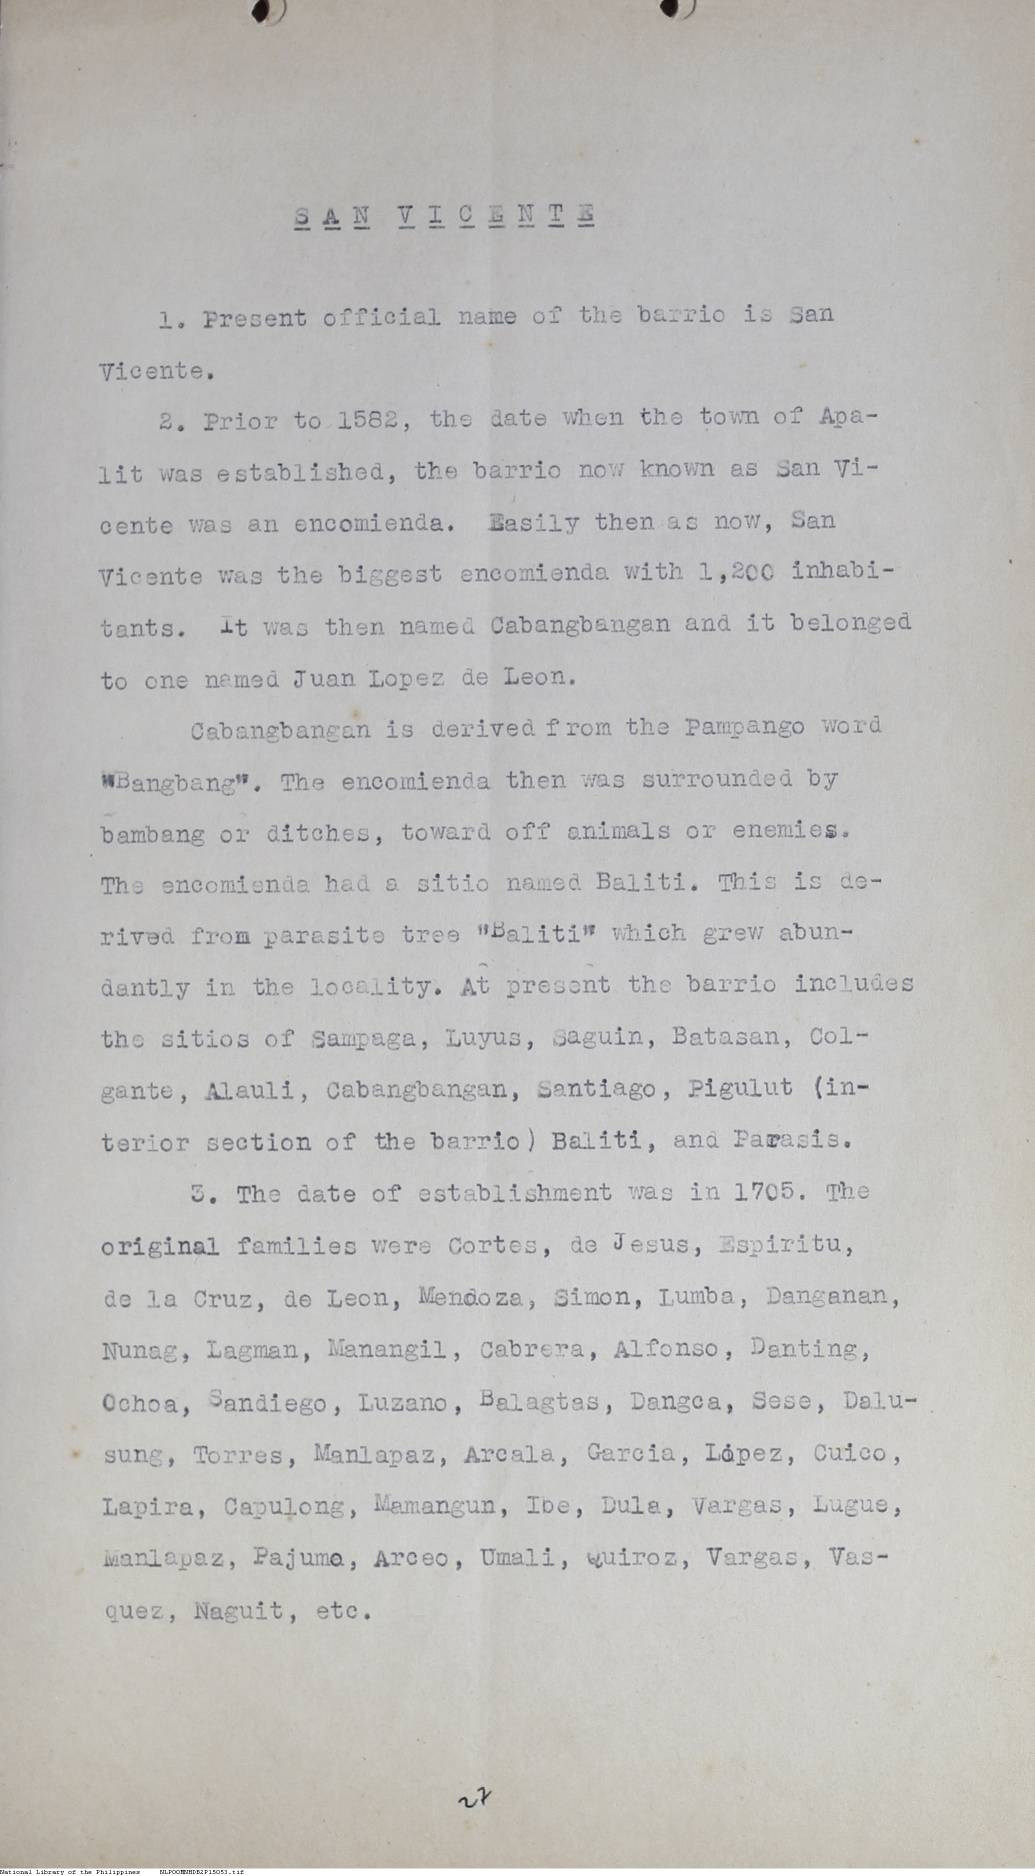 S A N  V I C E N T E
1. Present official name of the barrio is San
Vicente.
2. Prior to 1582, the date when the town of Apa-
lit was established, the barrio now known as San Vi-
cente was an encomienda. Easily then as now, San
Vicente was the biggest encomienda with 1,200 inhabi-
tants. It was then named Cabangbangan and it belonged
to one named Juan Lopez de Leon.
Cabangbangan is derived from the Pampango word
"Bangbang". The encomienda then was surrounded by
bambang or ditches, toward off animals or enemies.
The encomienda had a sitio named Baliti. This is de-
rived from parasite tree "Baliti" which grew abun-
dantly in the locality. At present the barrio includes
the sitios of Sampaga, Luyus, Saguin, Batasan, Col-
gante, Alauli, Cabangbangan, Santiago, Pigulut (in-
terior section of the barrio) Baliti, and Parasis.
3. The date of establishment was in 1705. The
original families were Cortes, de Jesus, Espiritu,
de la Cruz, de Leon, Mendoza, Simon, Lumba, Danganan,
Nunag, Lagman, Manangil, Cabrera, Alfonso, Danting,
Ochoa, Sandiego, Luzano, Balagtas, Dangca, Sese, Dalu-
sung, Torres, Manlapaz, Arcala, Garcia, López, Cuico,
Lapira, Capulong, Mamangun, Ibe, Dula, Vargas, Lugue,
Manlapaz, Pajumo, Arceo, Umali, Quiroz, Vargas, Vas-
quez, Naguit, etc.
27
National Library of the Philippines NLPOOMNHDB2P15053.tif